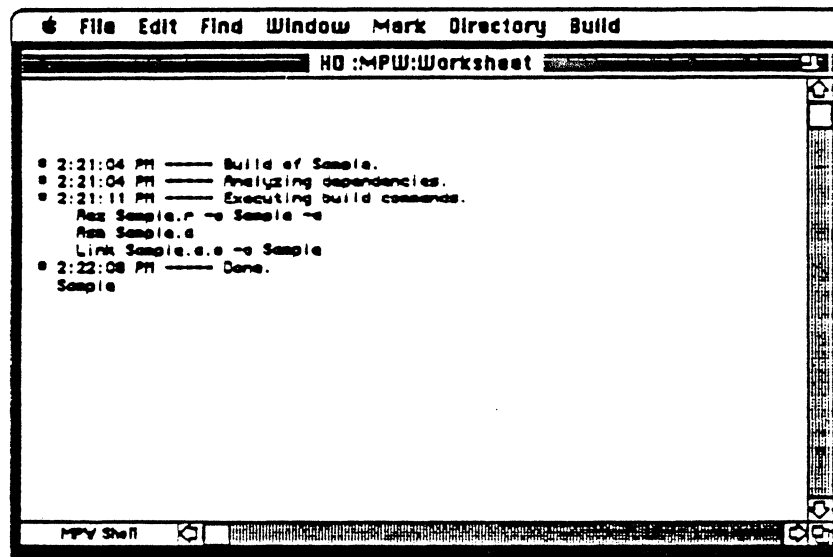 File Edit Find Window Mark Directory Build
HD :MPW:Worksheet
# 2:21:04 PM ----- Build of Sample.
# 2:21:04 PM ----- Analyzing dependencies.
# 2:21:11 PM ----- Executing build commands.
Rez Sample.r -o Sample -a
Asm Sample.a
Link Sample.a.o -o Sample
# 2:22:08 PM ----- Done.
Sample
MPW Shell